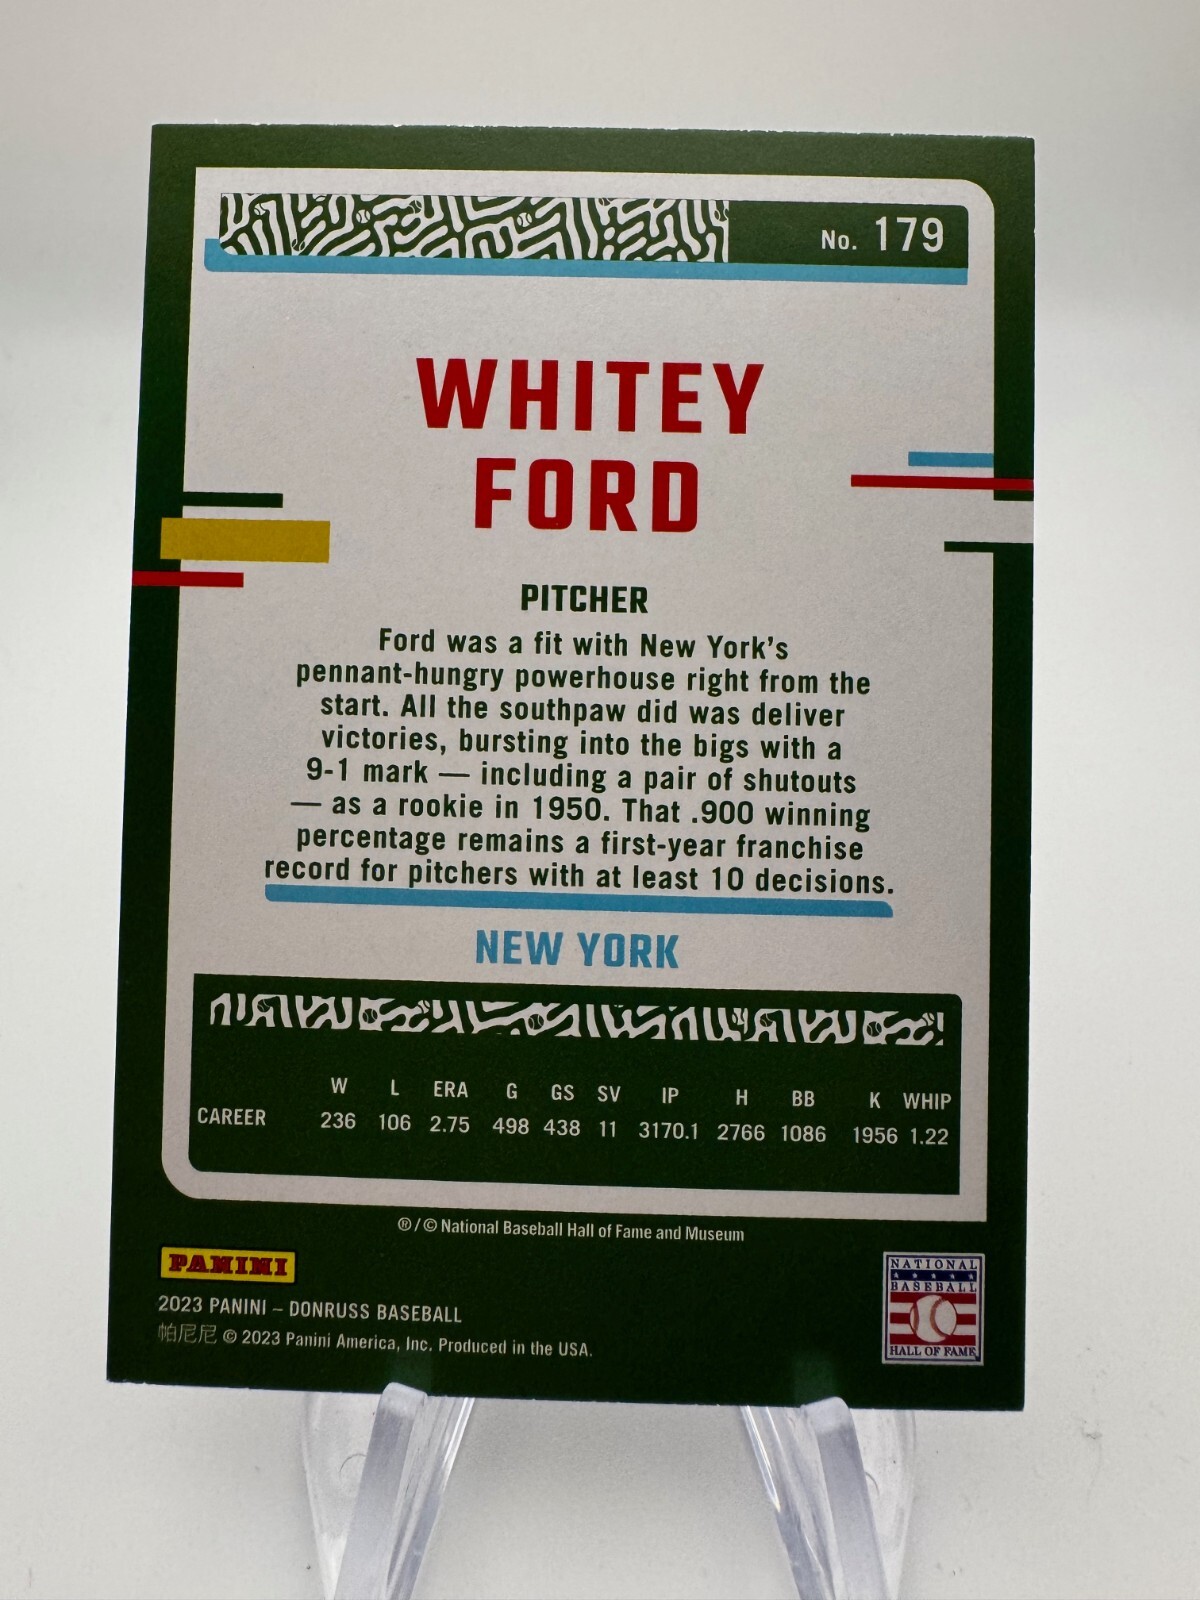 No. 179
WHITEY
FORD
PITCHER
Ford was a fit with New York's
pennant-hungry powerhouse right from the
start. All the southpaw did was deliver
victories, bursting into the bigs with a
9-1 mark — including a pair of shutouts
— as a rookie in 1950. That .900 winning
percentage remains a first-year franchise
record for pitchers with at least 10 decisions.
NEW YORK
W L ERA G GS SV IP H BB K WHIP
CAREER 236 106 2.75 498 438 11 3170.1 2766 1086 1956 1.22
® / © National Baseball Hall of Fame and Museum
PANINI
2023 PANINI – DONRUSS BASEBALL
帕尼尼 © 2023 Panini America, Inc. Produced in the USA.
NATIONAL
BASEBALL
HALL OF FAME